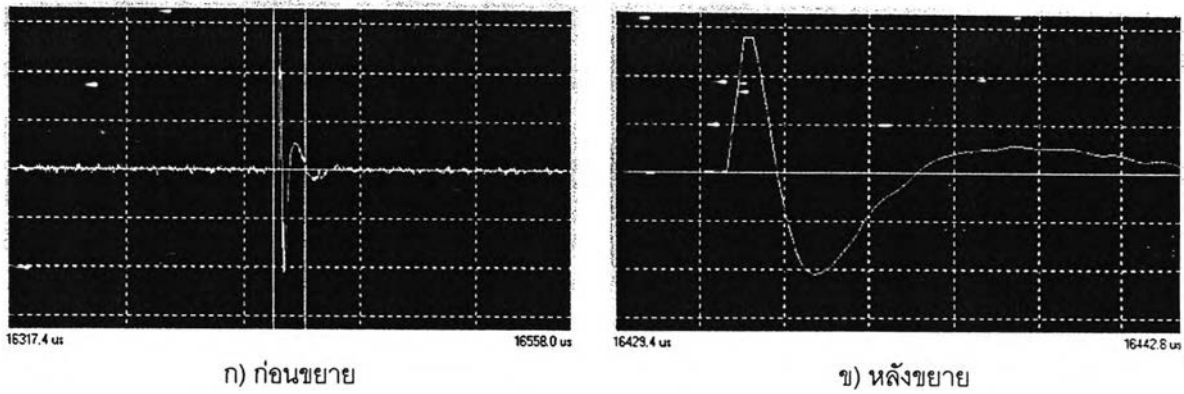 16317.4 us
16558.0 us
16429.4 us
16442.8 us
ก) ก่อนขยาย
ข) หลังขยาย